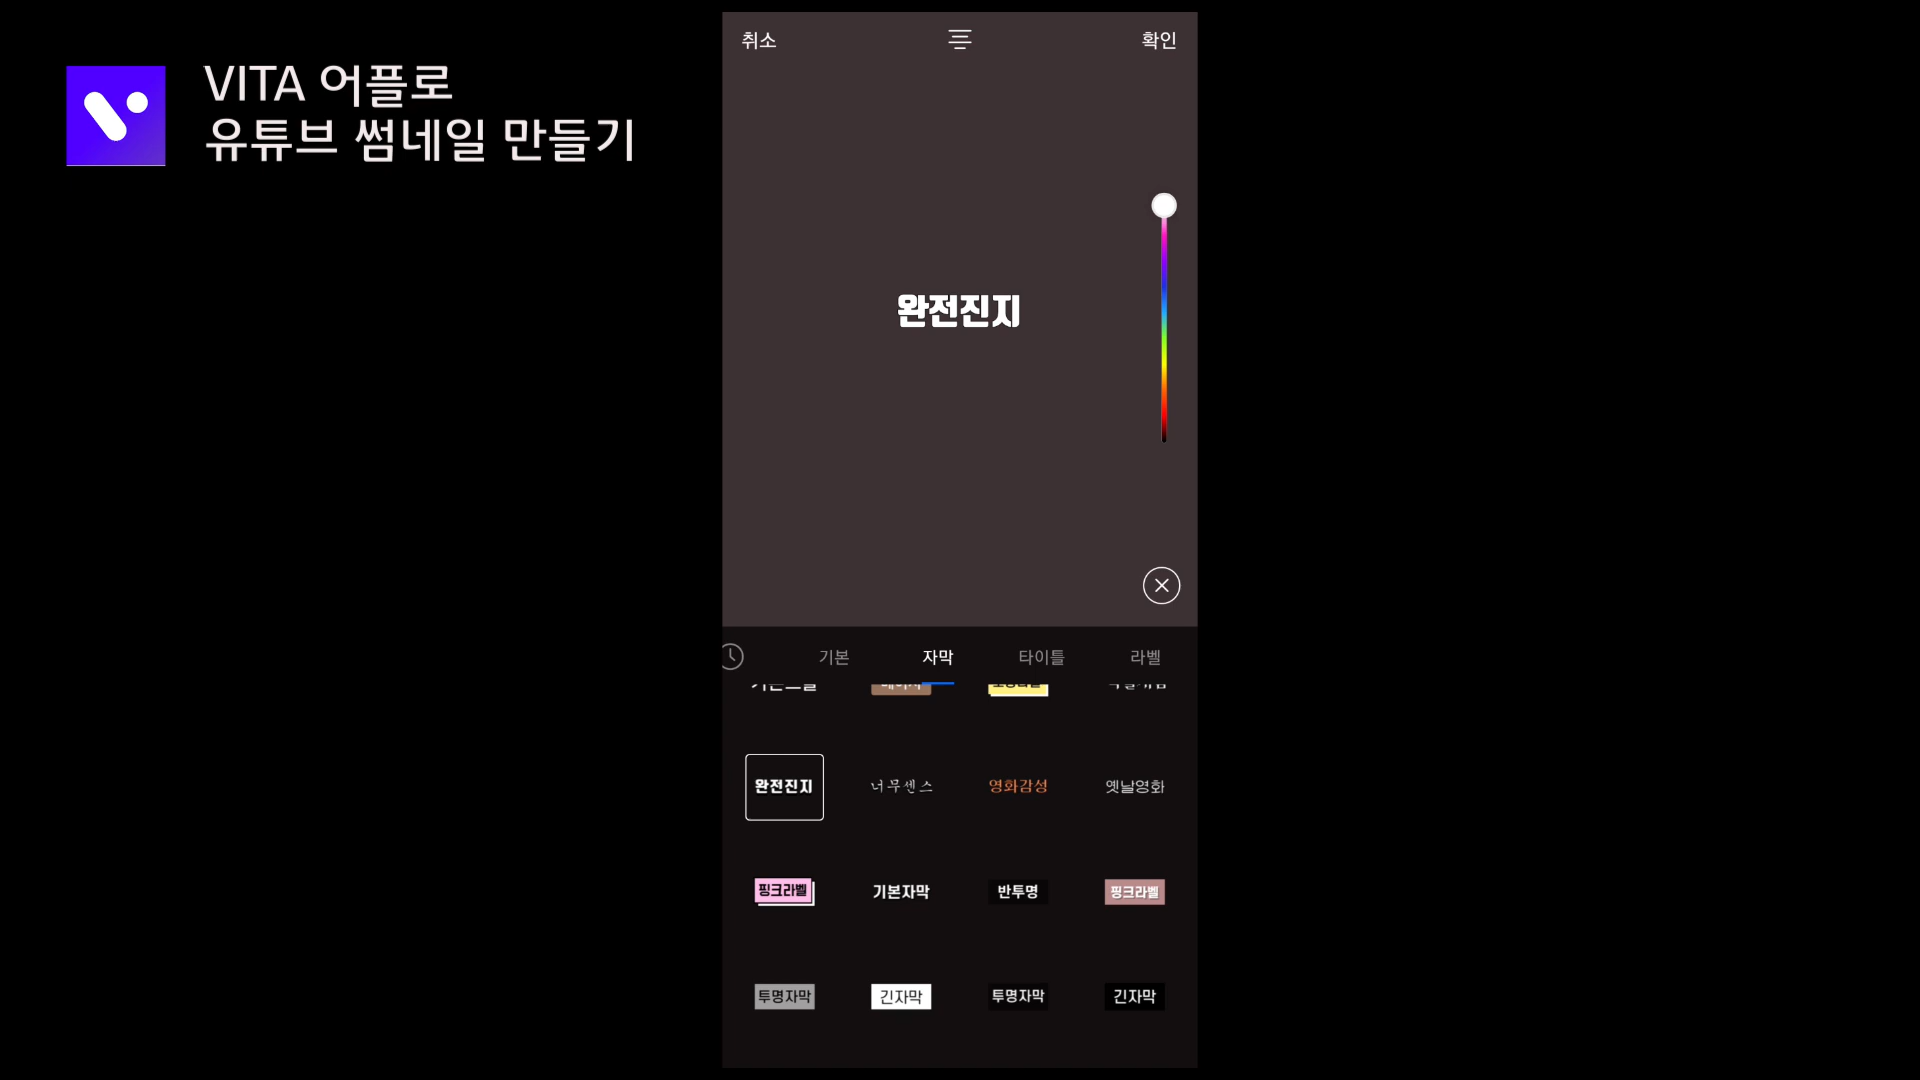 VITA 어플로
유튜브 썸네일 만들기
취소
확인
완전진지
기본 자막 타이틀 라벨
완전진지 너무센스 영화감성 옛날영화
핑크라벨 기본자막 반투명 핑크라벨
투명자막 긴자막 투명자막 긴자막